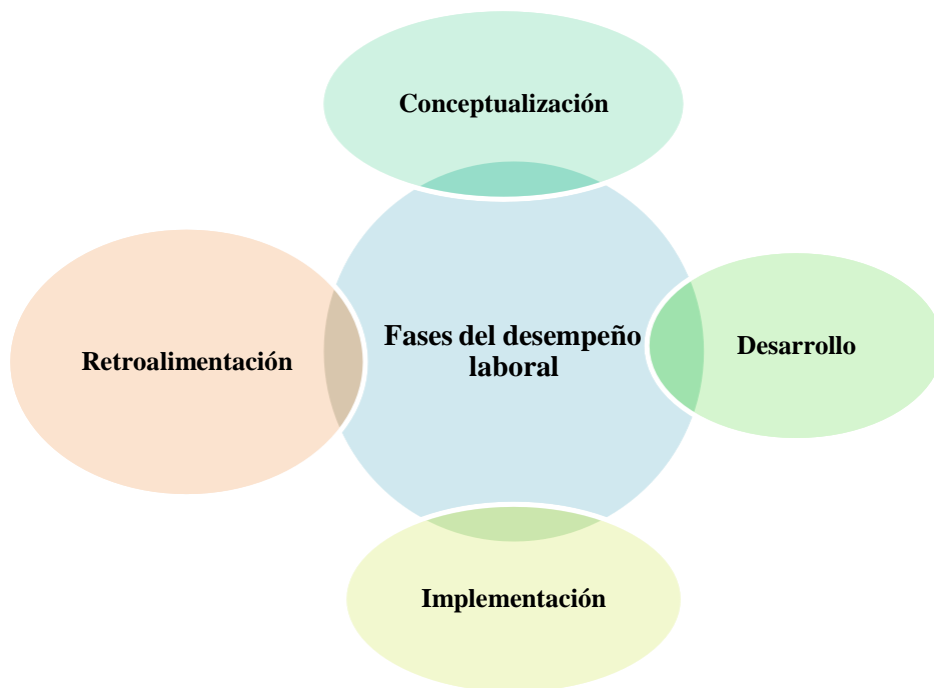 Conceptualización
Fases del desempeño
laboral
Desarrollo
Retroalimentación
Implementación